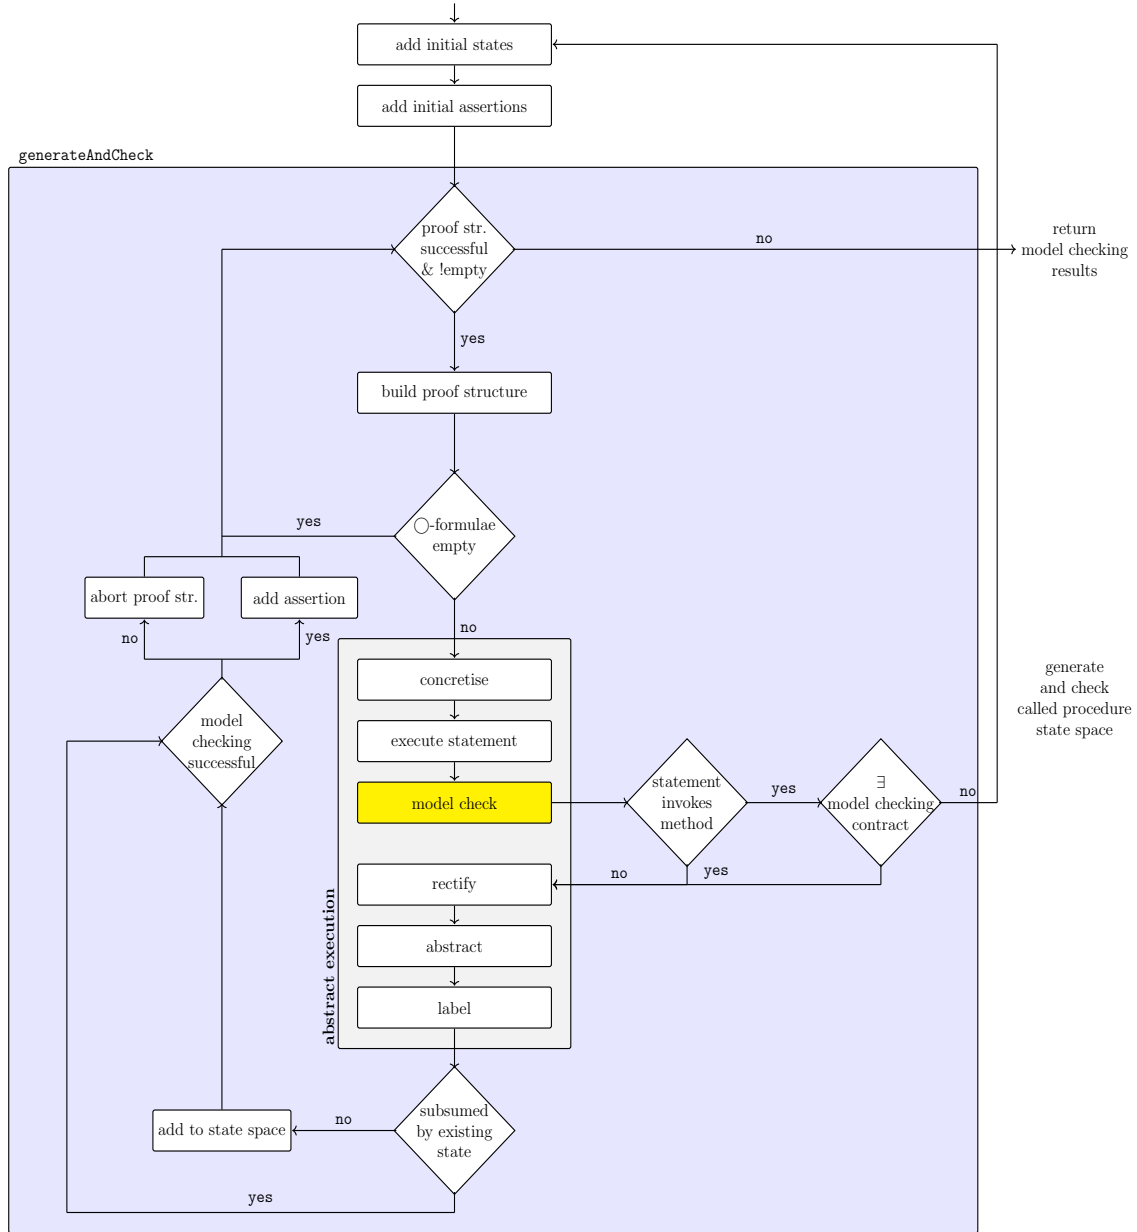 add initial states
add initial assertions
generateAndCheck
proof str.
successful
& !empty
no
return
model checking
results
yes
build proof structure
yes
◯-formulae
empty
abort proof str.
add assertion
no
yes
no
concretise
generate
and check
called procedure
state space
model
checking
successful
execute statement
model check
statement
invokes
method
yes
∃
model checking
contract
no
rectify
no
yes
abstract
label
abstract execution
add to state space
no
subsumed
by existing
state
yes